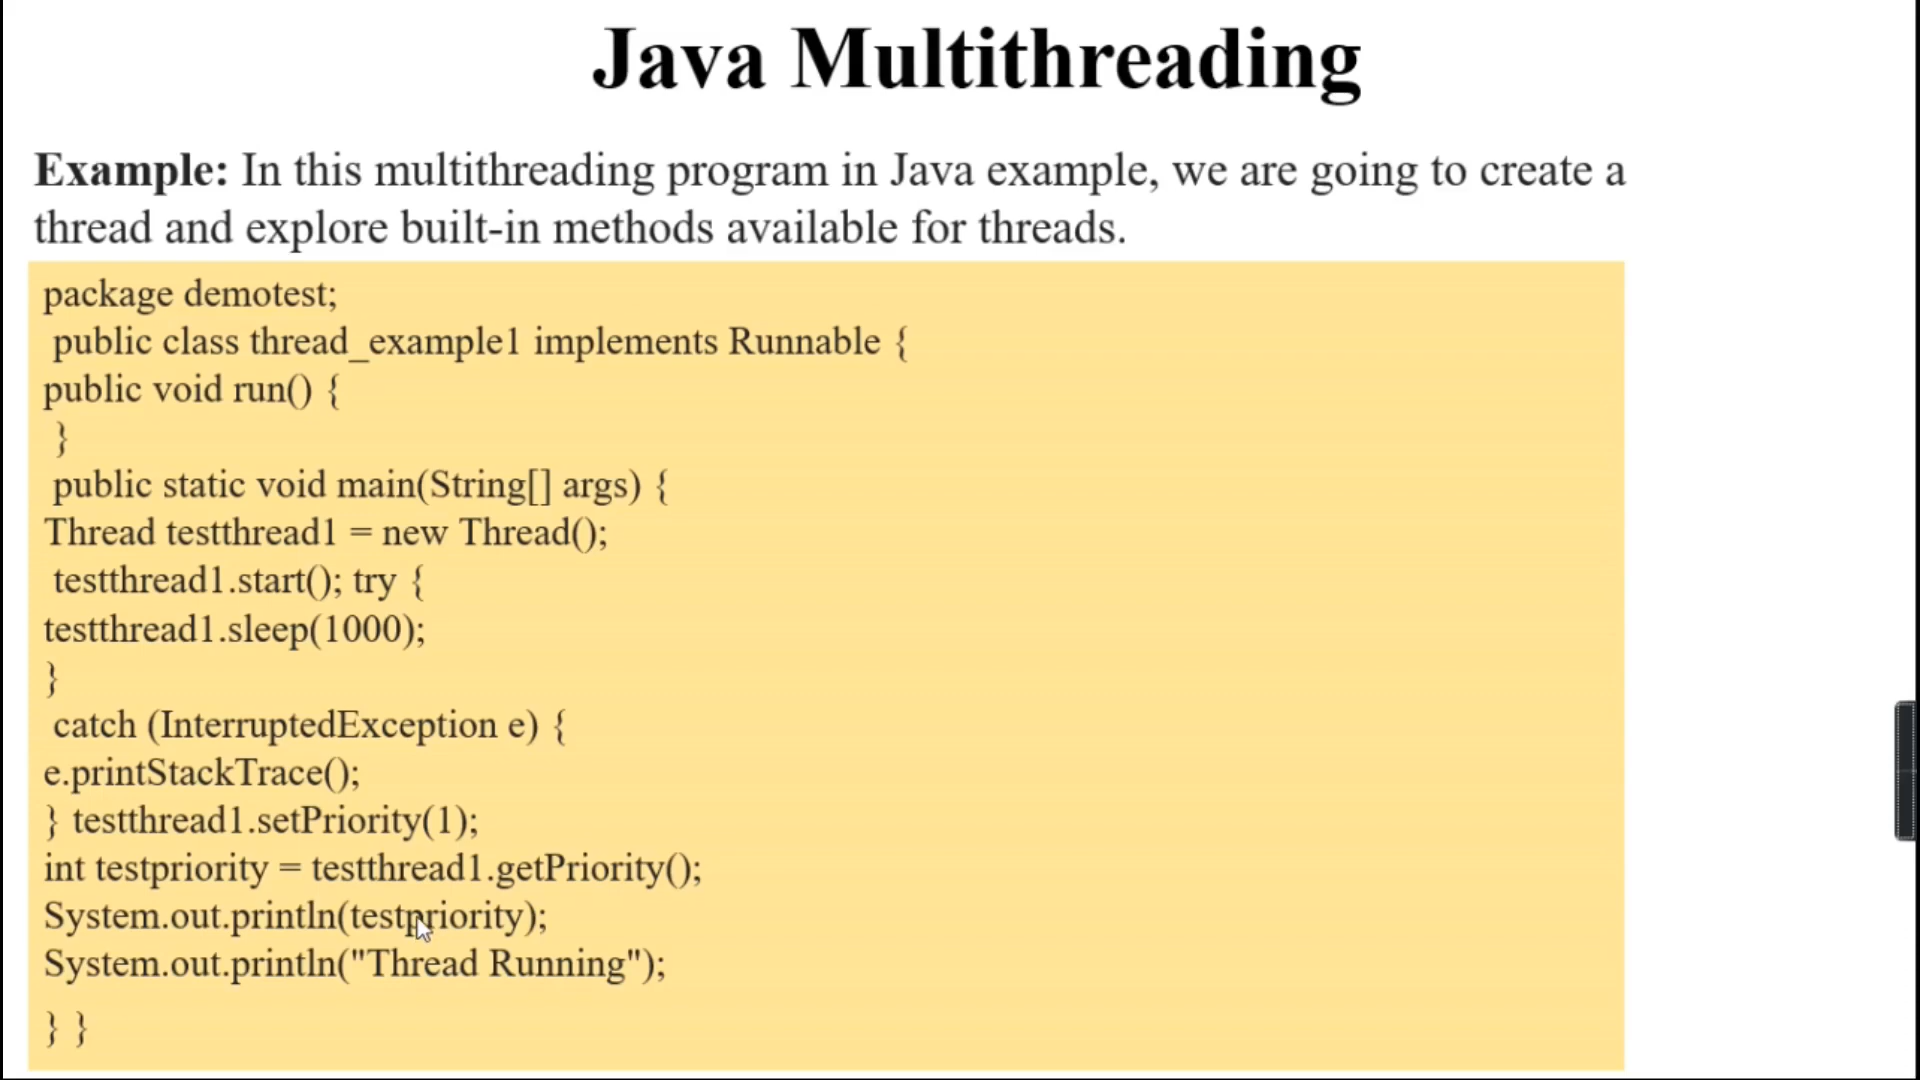 Java Multithreading
Example: In this multithreading program in Java example, we are going to create a
thread and explore built-in methods available for threads.
package demotest;
public class thread_example1 implements Runnable {
public void run() {
}
public static void main(String[] args) {
Thread testthread1 = new Thread();
testthread1.start(); try {
testthread1.sleep(1000);
}
catch (InterruptedException e) {
e.printStackTrace();
} testthread1.setPriority(1);
int testpriority = testthread1.getPriority();
System.out.println(testpriority);
System.out.println("Thread Running");
} }